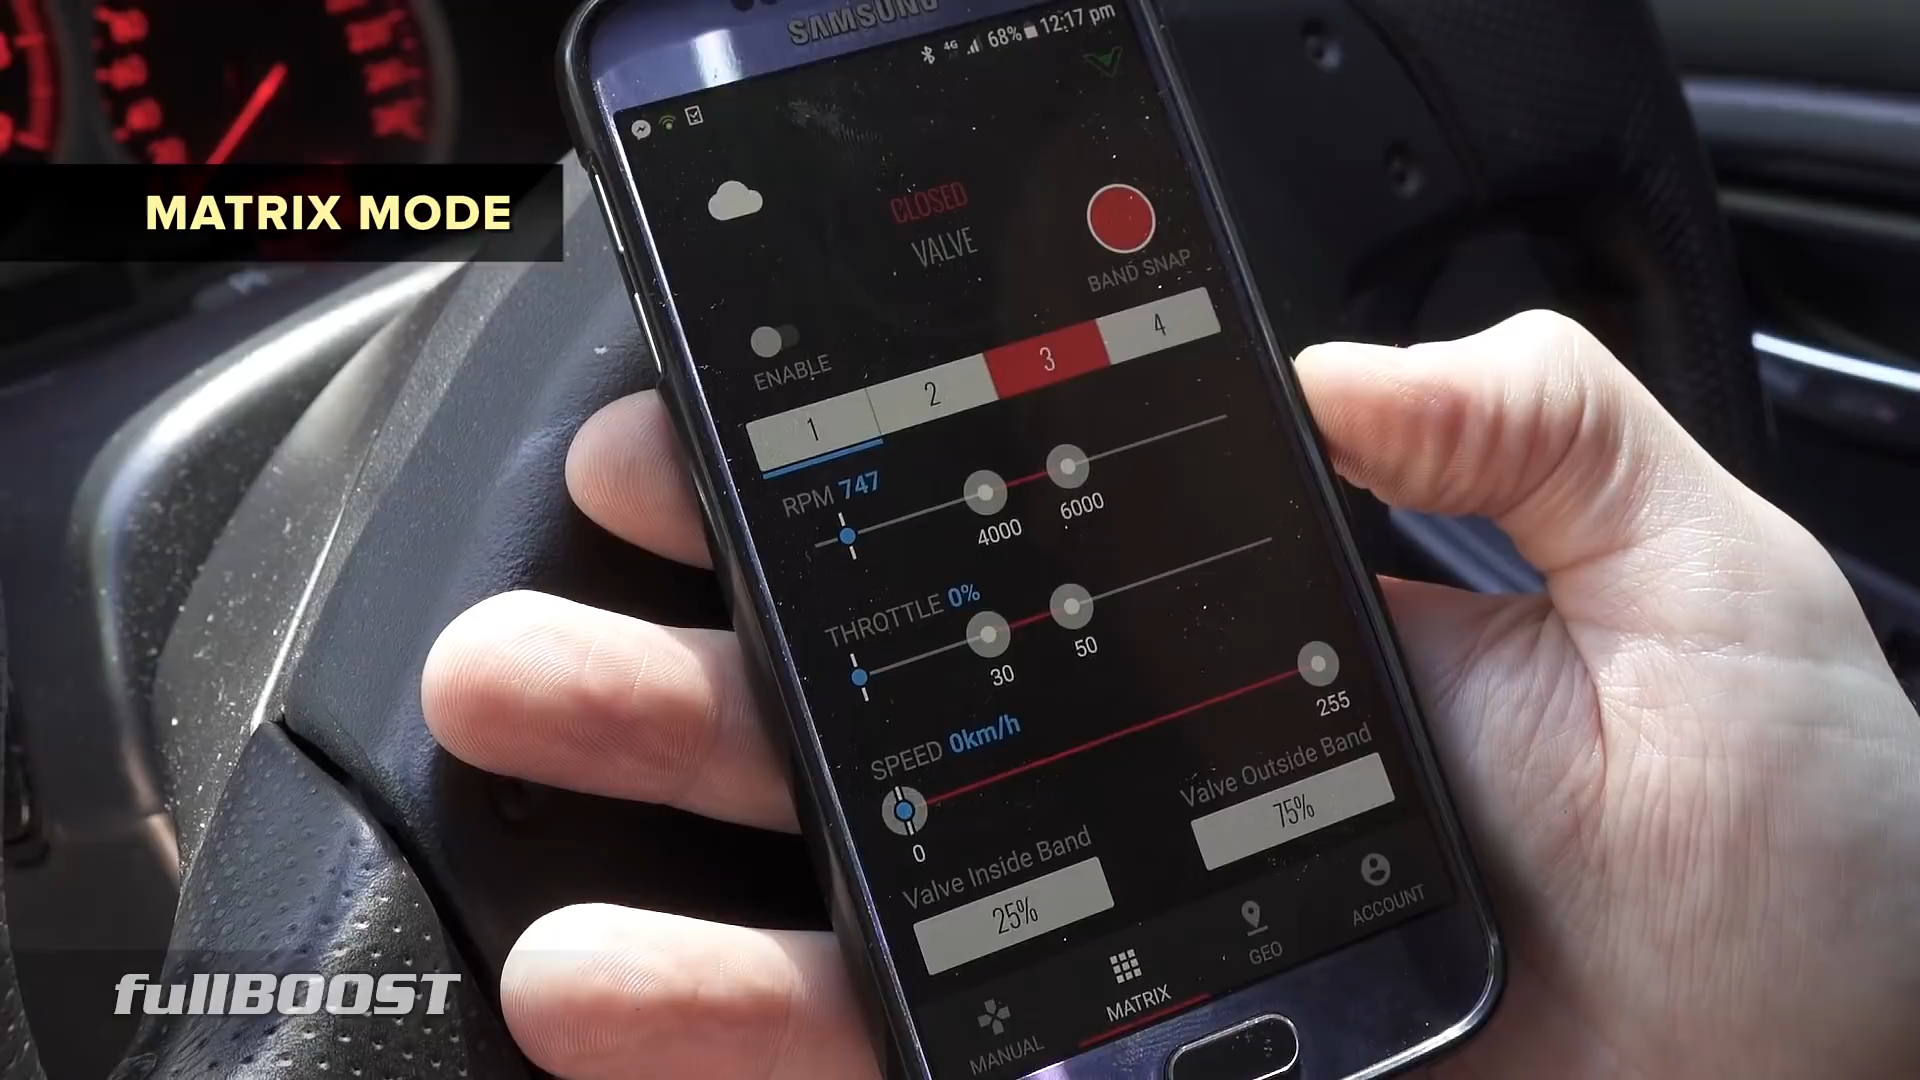 SAMSUNG
4G 68% 12:17 pm
MATRIX MODE
CLOSED
VALVE
BAND SNAP
ENABLE
1 2 3 4
RPM 747
4000 6000
THROTTLE 0%
30 50
SPEED 0km/h
0 255
Valve Inside Band
25%
Valve Outside Band
75%
MANUAL
MATRIX
GEO
ACCOUNT
fullBOOST